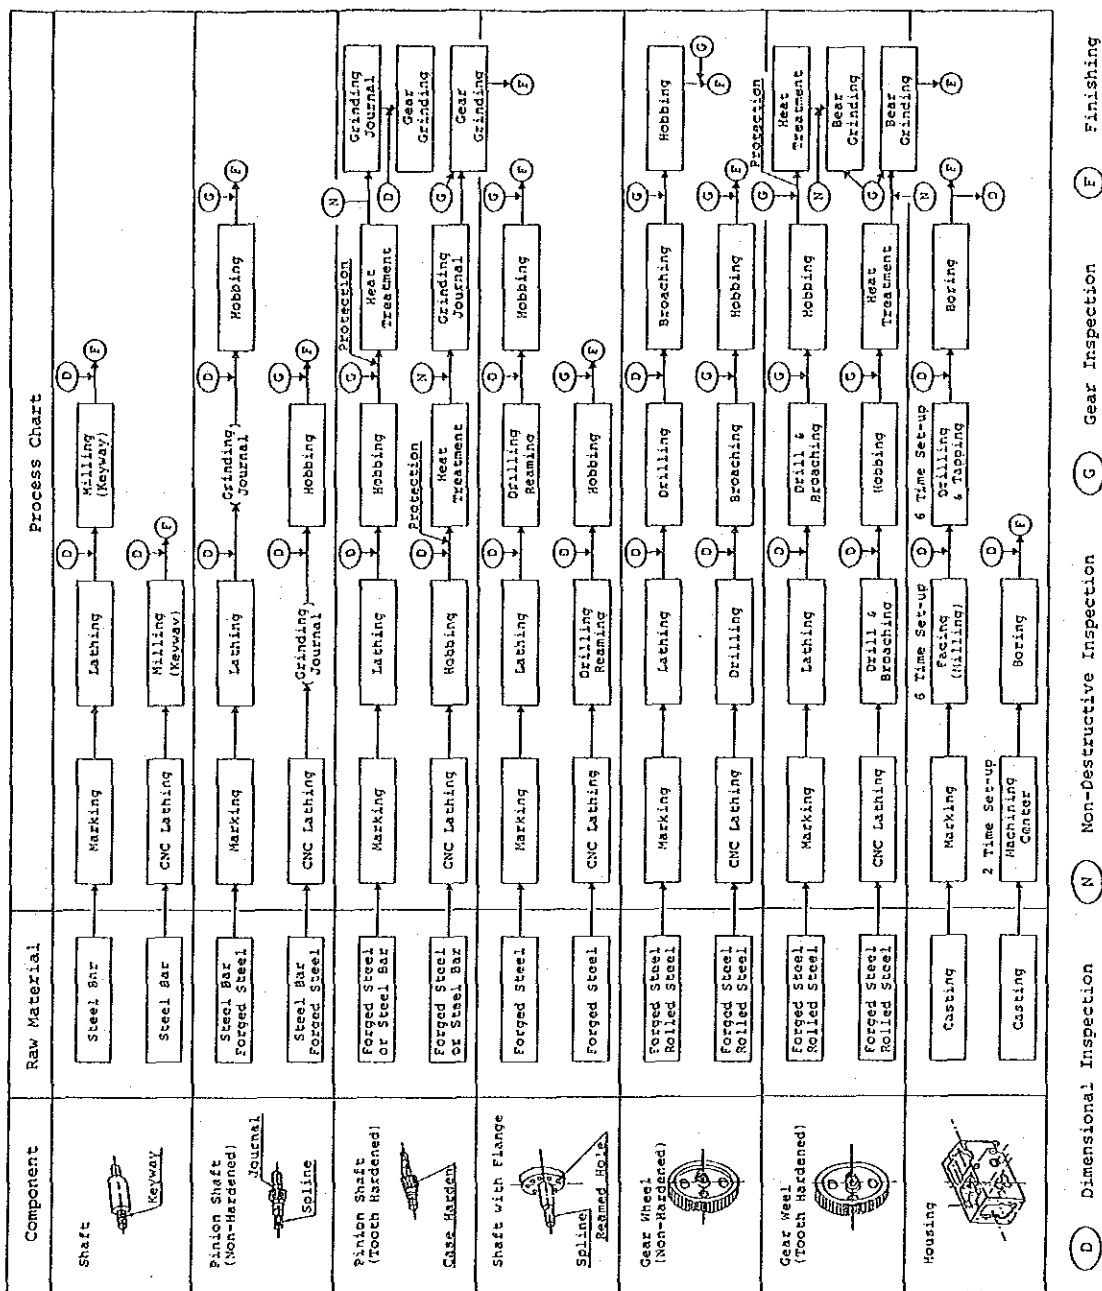 Component
Raw Material
Process Chart
Shaft
Keyway
Steel Bar
Marking
Lathing
D
Milling
(Keyway)
D
F
Steel Bar
CNC Lathing
Milling
(Keyway)
D
F
Pinion Shaft
(Non-Hardened)
Journal
Spline
Steel Bar
Forged Steel
Marking
Lathing
D
(Grinding)
Journal
D
Hobbing
G
F
Steel Bar
Forged Steel
CNC Lathing
(Grinding)
Journal
D
Hobbing
G
F
Pinion Shaft
(Tooth Hardened)
Case Harden
Forged Steel
or Steel Bar
Marking
Lathing
D
Hobbing
G
Protection
Heat
Treatment
N
Grinding
Journal
D
Gear
Grinding
Forged Steel
or Steel Bar
CNC Lathing
Hobbing
D
Protection
Heat
Treatment
N
Grinding
Journal
G
Gear
Grinding
F
Shaft with Flange
Spline
Reamed Hole
Forged Steel
Marking
Lathing
D
Drilling
Reaming
D
Hobbing
G
F
Forged Steel
CNC Lathing
Drilling
Reaming
D
Hobbing
G
F
Gear Wheel
(Non-Hardened)
Forged Steel
Rolled Steel
Marking
Lathing
D
Drilling
D
Broaching
G
Hobbing
G
F
Forged Steel
Rolled Steel
CNC Lathing
Drilling
D
Broaching
G
Hobbing
G
F
Gear Weel
(Tooth Hardened)
Forged Steel
Rolled Steel
Marking
Lathing
D
Drill &
Broaching
G
Hobbing
G
Protection
Heat
Treatment
N
Bear
Grinding
G
Forged Steel
Rolled Steel
CNC Lathing
Drill &
Broaching
D
Hobbing
G
Heat
Treatment
N
Bear
Grinding
F
Housing
Casting
Marking
6 Time Set-up
Facing
(Milling)
D
6 Time Set-up
Drilling
& Tapping
D
Boring
F
D
Casting
2 Time Set-up
Machining
Center
Boring
D
F
D Dimensional Inspection
N Non-Destructive Inspection
G Gear Inspection
F Finishing